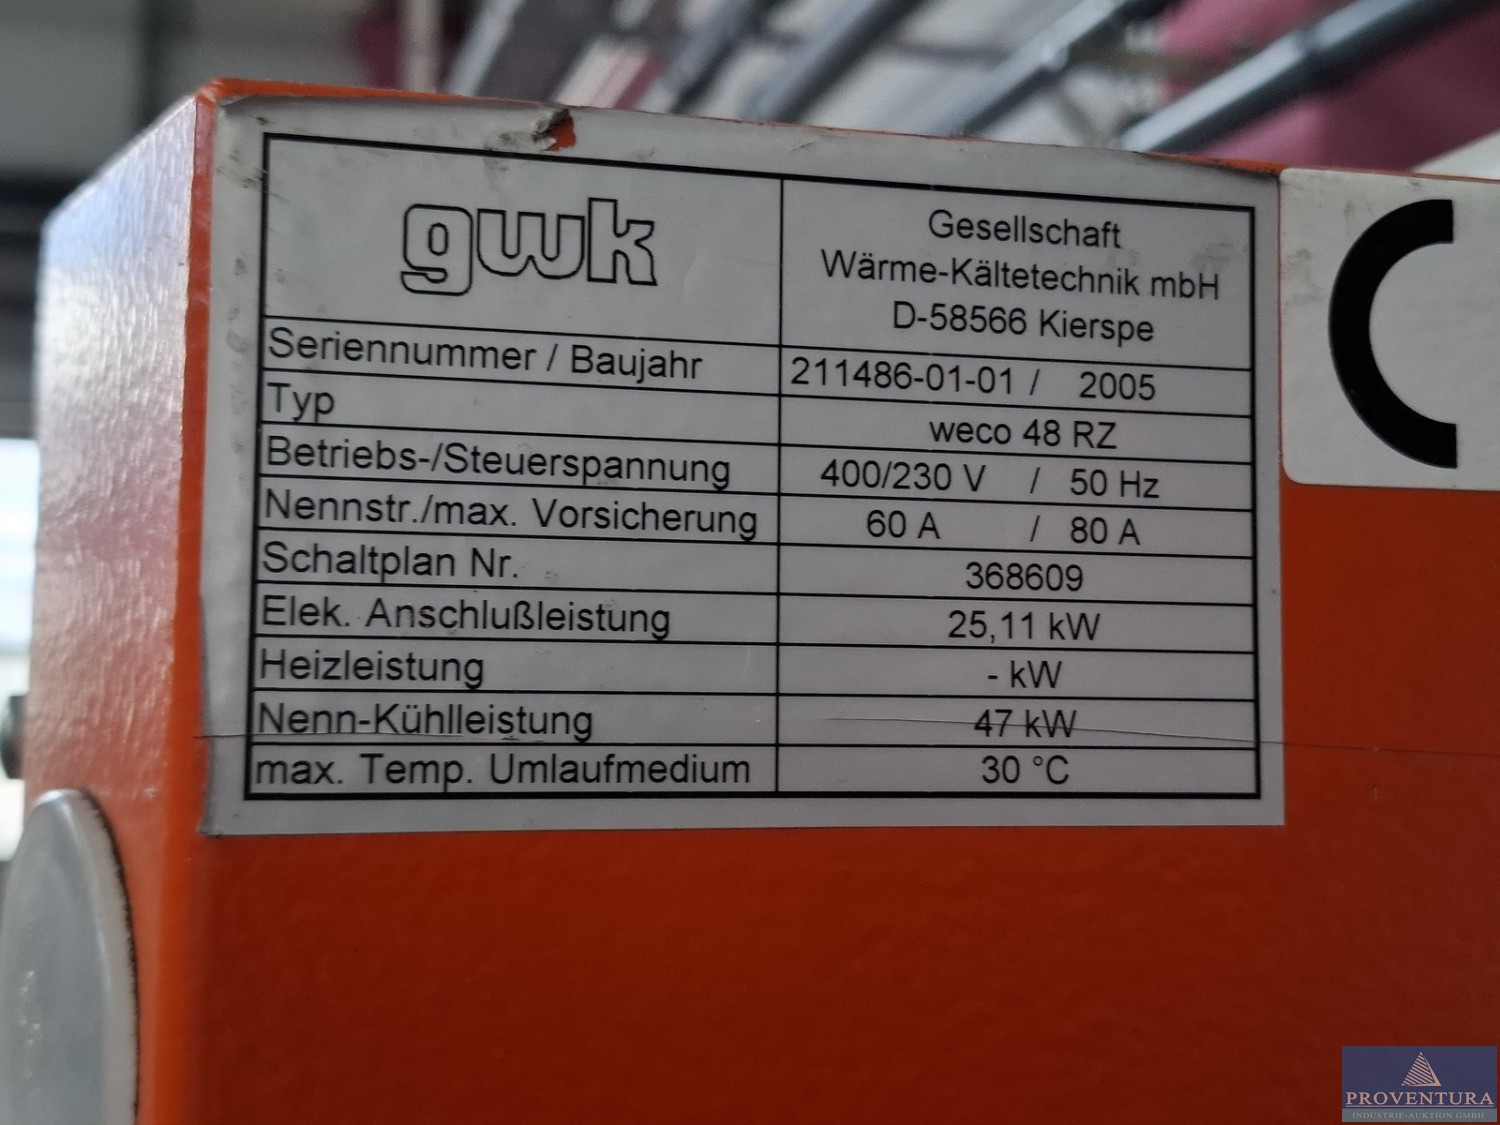 gwk
Gesellschaft
Wärme-Kältetechnik mbH
D-58566 Kierspe
Seriennummer / Baujahr 211486-01-01 / 2005
Typ weco 48 RZ
Betriebs-/Steuerspannung 400/230 V / 50 Hz
Nennstr./max. Vorsicherung 60 A / 80 A
Schaltplan Nr. 368609
Elek. Anschlußleistung 25,11 kW
Heizleistung - kW
Nenn-Kühlleistung 47 kW
max. Temp. Umlaufmedium 30 °C
PROVENTURA
INDUSTRIE-AUKTION GMBH